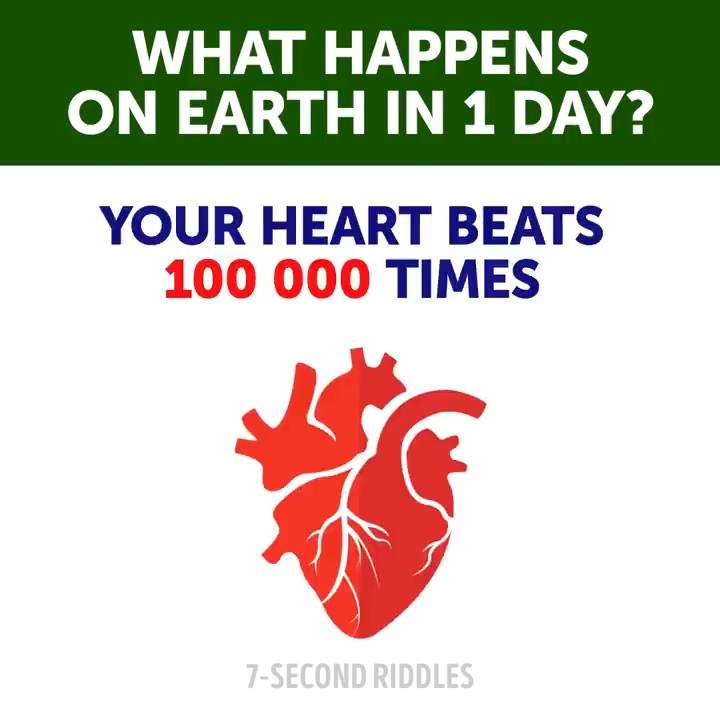 WHAT HAPPENS
ON EARTH IN 1 DAY?
YOUR HEART BEATS
100 000 TIMES
7-SECOND RIDDLES